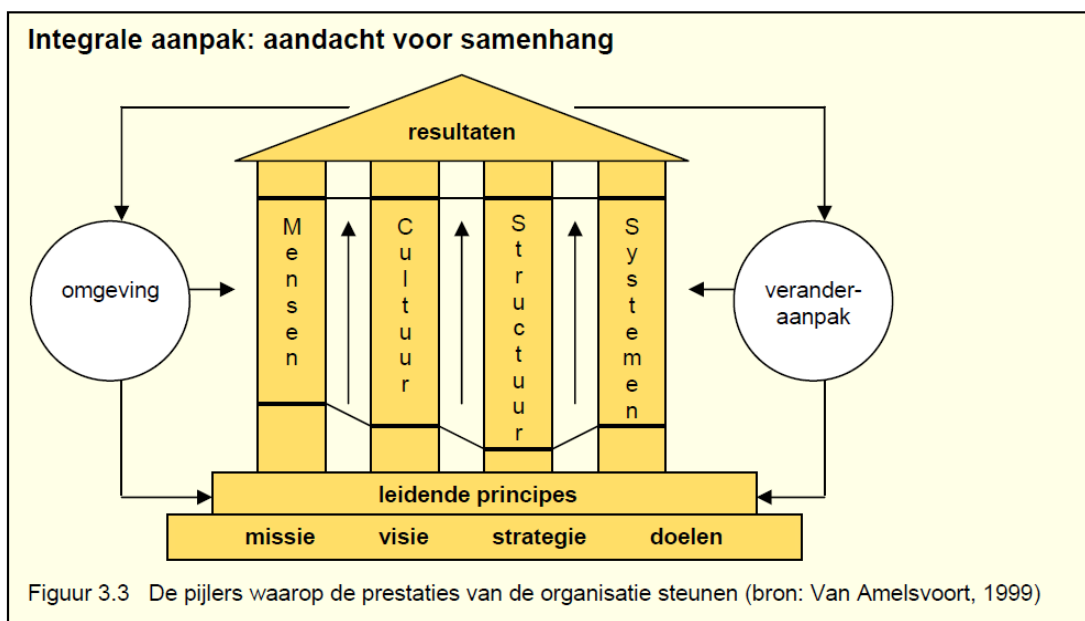 Integrale aanpak: aandacht voor samenhang
resultaten
Mensen
Cultuur
Structuur
Systemen
omgeving
verander-
aanpak
leidende principes
missie visie strategie doelen
Figuur 3.3 De pijlers waarop de prestaties van de organisatie steunen (bron: Van Amelsvoort, 1999)